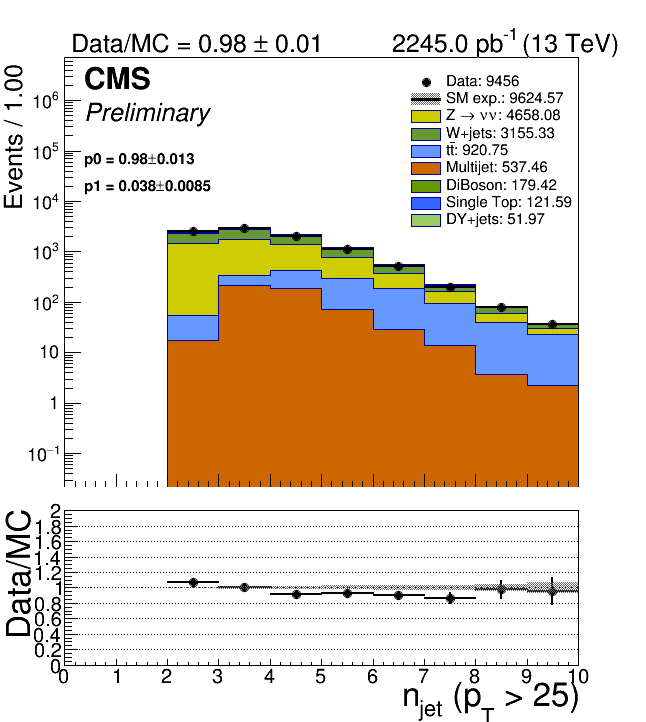 Data/MC = 0.98 ± 0.01
2245.0 pb⁻¹ (13 TeV)
CMS
Preliminary
p0 = 0.98±0.013
p1 = 0.038±0.0085
Data: 9456
SM exp.: 9624.57
Z → νν: 4658.08
W+jets: 3155.33
tt̄: 920.75
Multijet: 537.46
DiBoson: 179.42
Single Top: 121.59
DY+jets: 51.97
Events / 1.00
10⁶
10⁵
10⁴
10³
10²
10
1
10⁻¹
Data/MC
2
1.8
1.6
1.4
1.2
1
0.8
0.6
0.4
0.2
0
0 1 2 3 4 5 6 7 8 9 10
n_jet (p_T > 25)